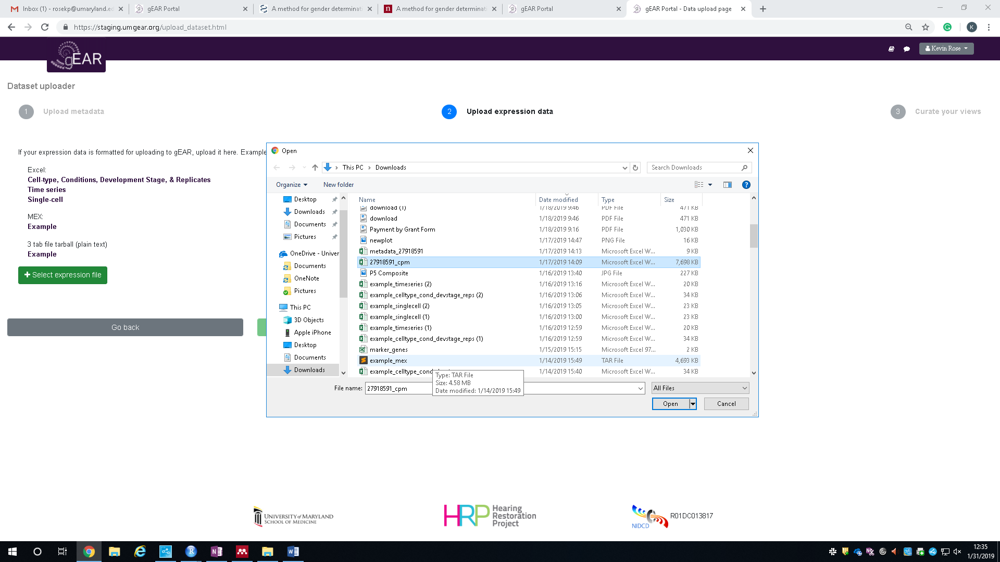 Inbox (1) - rosekp@umaryland.ed
gEAR Portal
A method for gender determinati
A method for gender determinati
gEAR Portal
gEAR Portal - Data upload page
https://staging.umgear.org/upload_dataset.html
K
gEAR
Kevin Rose
Dataset uploader
1 Upload metadata
2 Upload expression data
3 Curate your views
If your expression data is formatted for uploading to gEAR, upload it here. Example
Excel:
Cell-type, Conditions, Development Stage, & Replicates
Time series
Single-cell
MEX:
Example
3 tab file tarball (plain text)
Example
Select expression file
Go back
Open
This PC > Downloads
Search Downloads
Organize
New folder
Desktop
Downloads
Documents
Pictures
OneDrive - Univer
Documents
OneNote
Pictures
This PC
3D Objects
Apple iPhone
Desktop
Documents
Downloads
Name Date modified Type Size
download (1) 1/18/2019 9:46 PDF File 471 KB
download 1/18/2019 9:46 PDF File 471 KB
Payment by Grant Form 1/18/2019 9:16 PDF File 1,030 KB
newplot 1/17/2019 14:47 PNG File 16 KB
metadata_27918591 1/17/2019 14:13 Microsoft Excel W... 9 KB
27918591_cpm 1/17/2019 14:09 Microsoft Excel W... 7,698 KB
P5 Composite 1/16/2019 13:40 JPG File 227 KB
example_timeseries (2) 1/16/2019 13:16 Microsoft Excel W... 20 KB
example_celltype_cond_devstage_reps (2) 1/16/2019 13:06 Microsoft Excel W... 34 KB
example_singlecell (2) 1/16/2019 13:05 Microsoft Excel W... 23 KB
example_singlecell (1) 1/16/2019 13:00 Microsoft Excel W... 23 KB
example_timeseries (1) 1/16/2019 12:59 Microsoft Excel W... 20 KB
example_celltype_cond_devstage_reps (1) 1/16/2019 12:59 Microsoft Excel W... 34 KB
marker_genes 1/15/2019 15:15 Microsoft Excel 97... 2 KB
example_mex 1/14/2019 15:49 TAR File 4,693 KB
example_celltype_cond 1/14/2019 15:40 Microsoft Excel W... 34 KB
Type: TAR File
Size: 4.58 MB
Date modified: 1/14/2019 15:49
File name: 27918591_cpm
All Files
Open
Cancel
UNIVERSITY of MARYLAND
SCHOOL OF MEDICINE
HRP Hearing
Restoration
Project
NIDCD
R01DC013817
12:35
1/31/2019